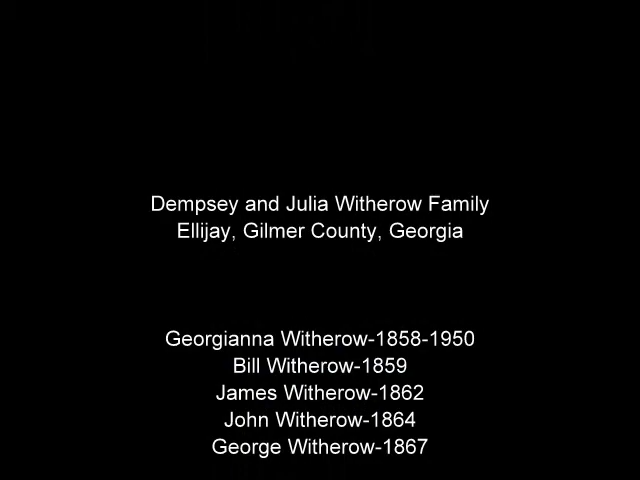 Dempsey and Julia Witherow Family
Ellijay, Gilmer County, Georgia
Georgianna Witherow-1858-1950
Bill Witherow-1859
James Witherow-1862
John Witherow-1864
George Witherow-1867